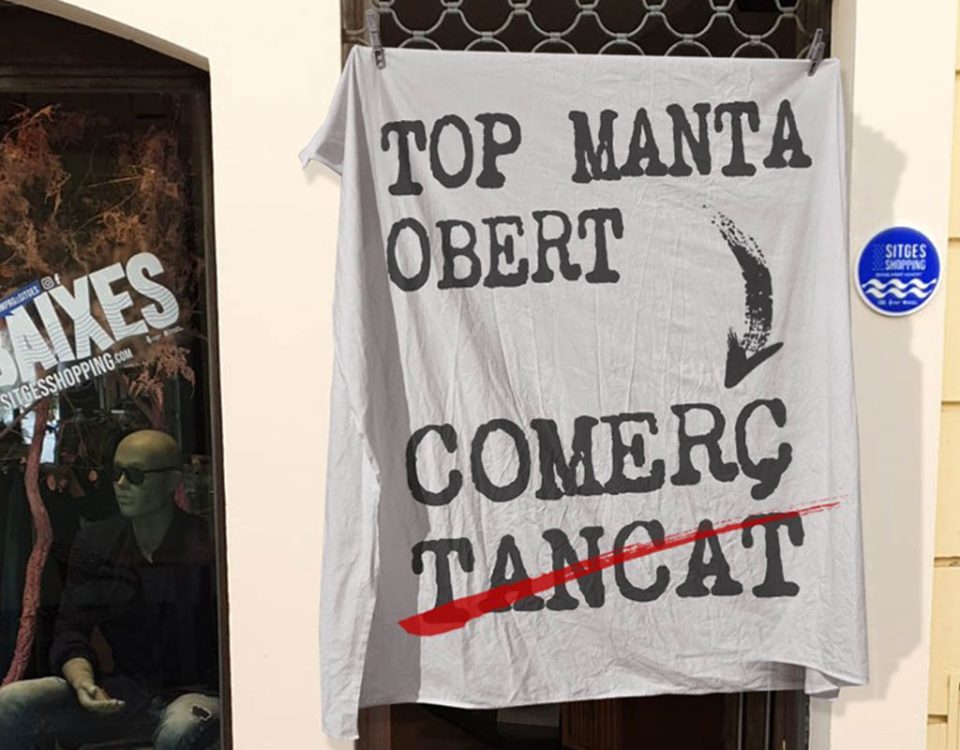 TOP MANTA
OBERT
COMERÇ
TANCAT
BAIXES
SITGESSHOPPING.COM
SITGES
SHOPPING